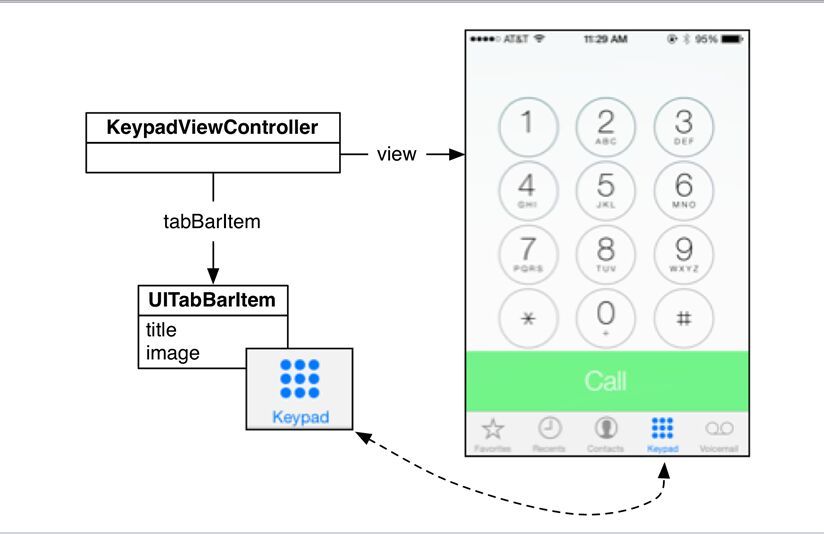 AT&T 11:29 AM 95%
KeypadViewController
view
tabBarItem
UITabBarItem
title
image
Keypad
1 2 3
ABC DEF
4 5 6
GHI JKL MNO
7 8 9
PQRS TUV WXYZ
* 0 #
+
Call
Favorites Recents Contacts Keypad Voicemail